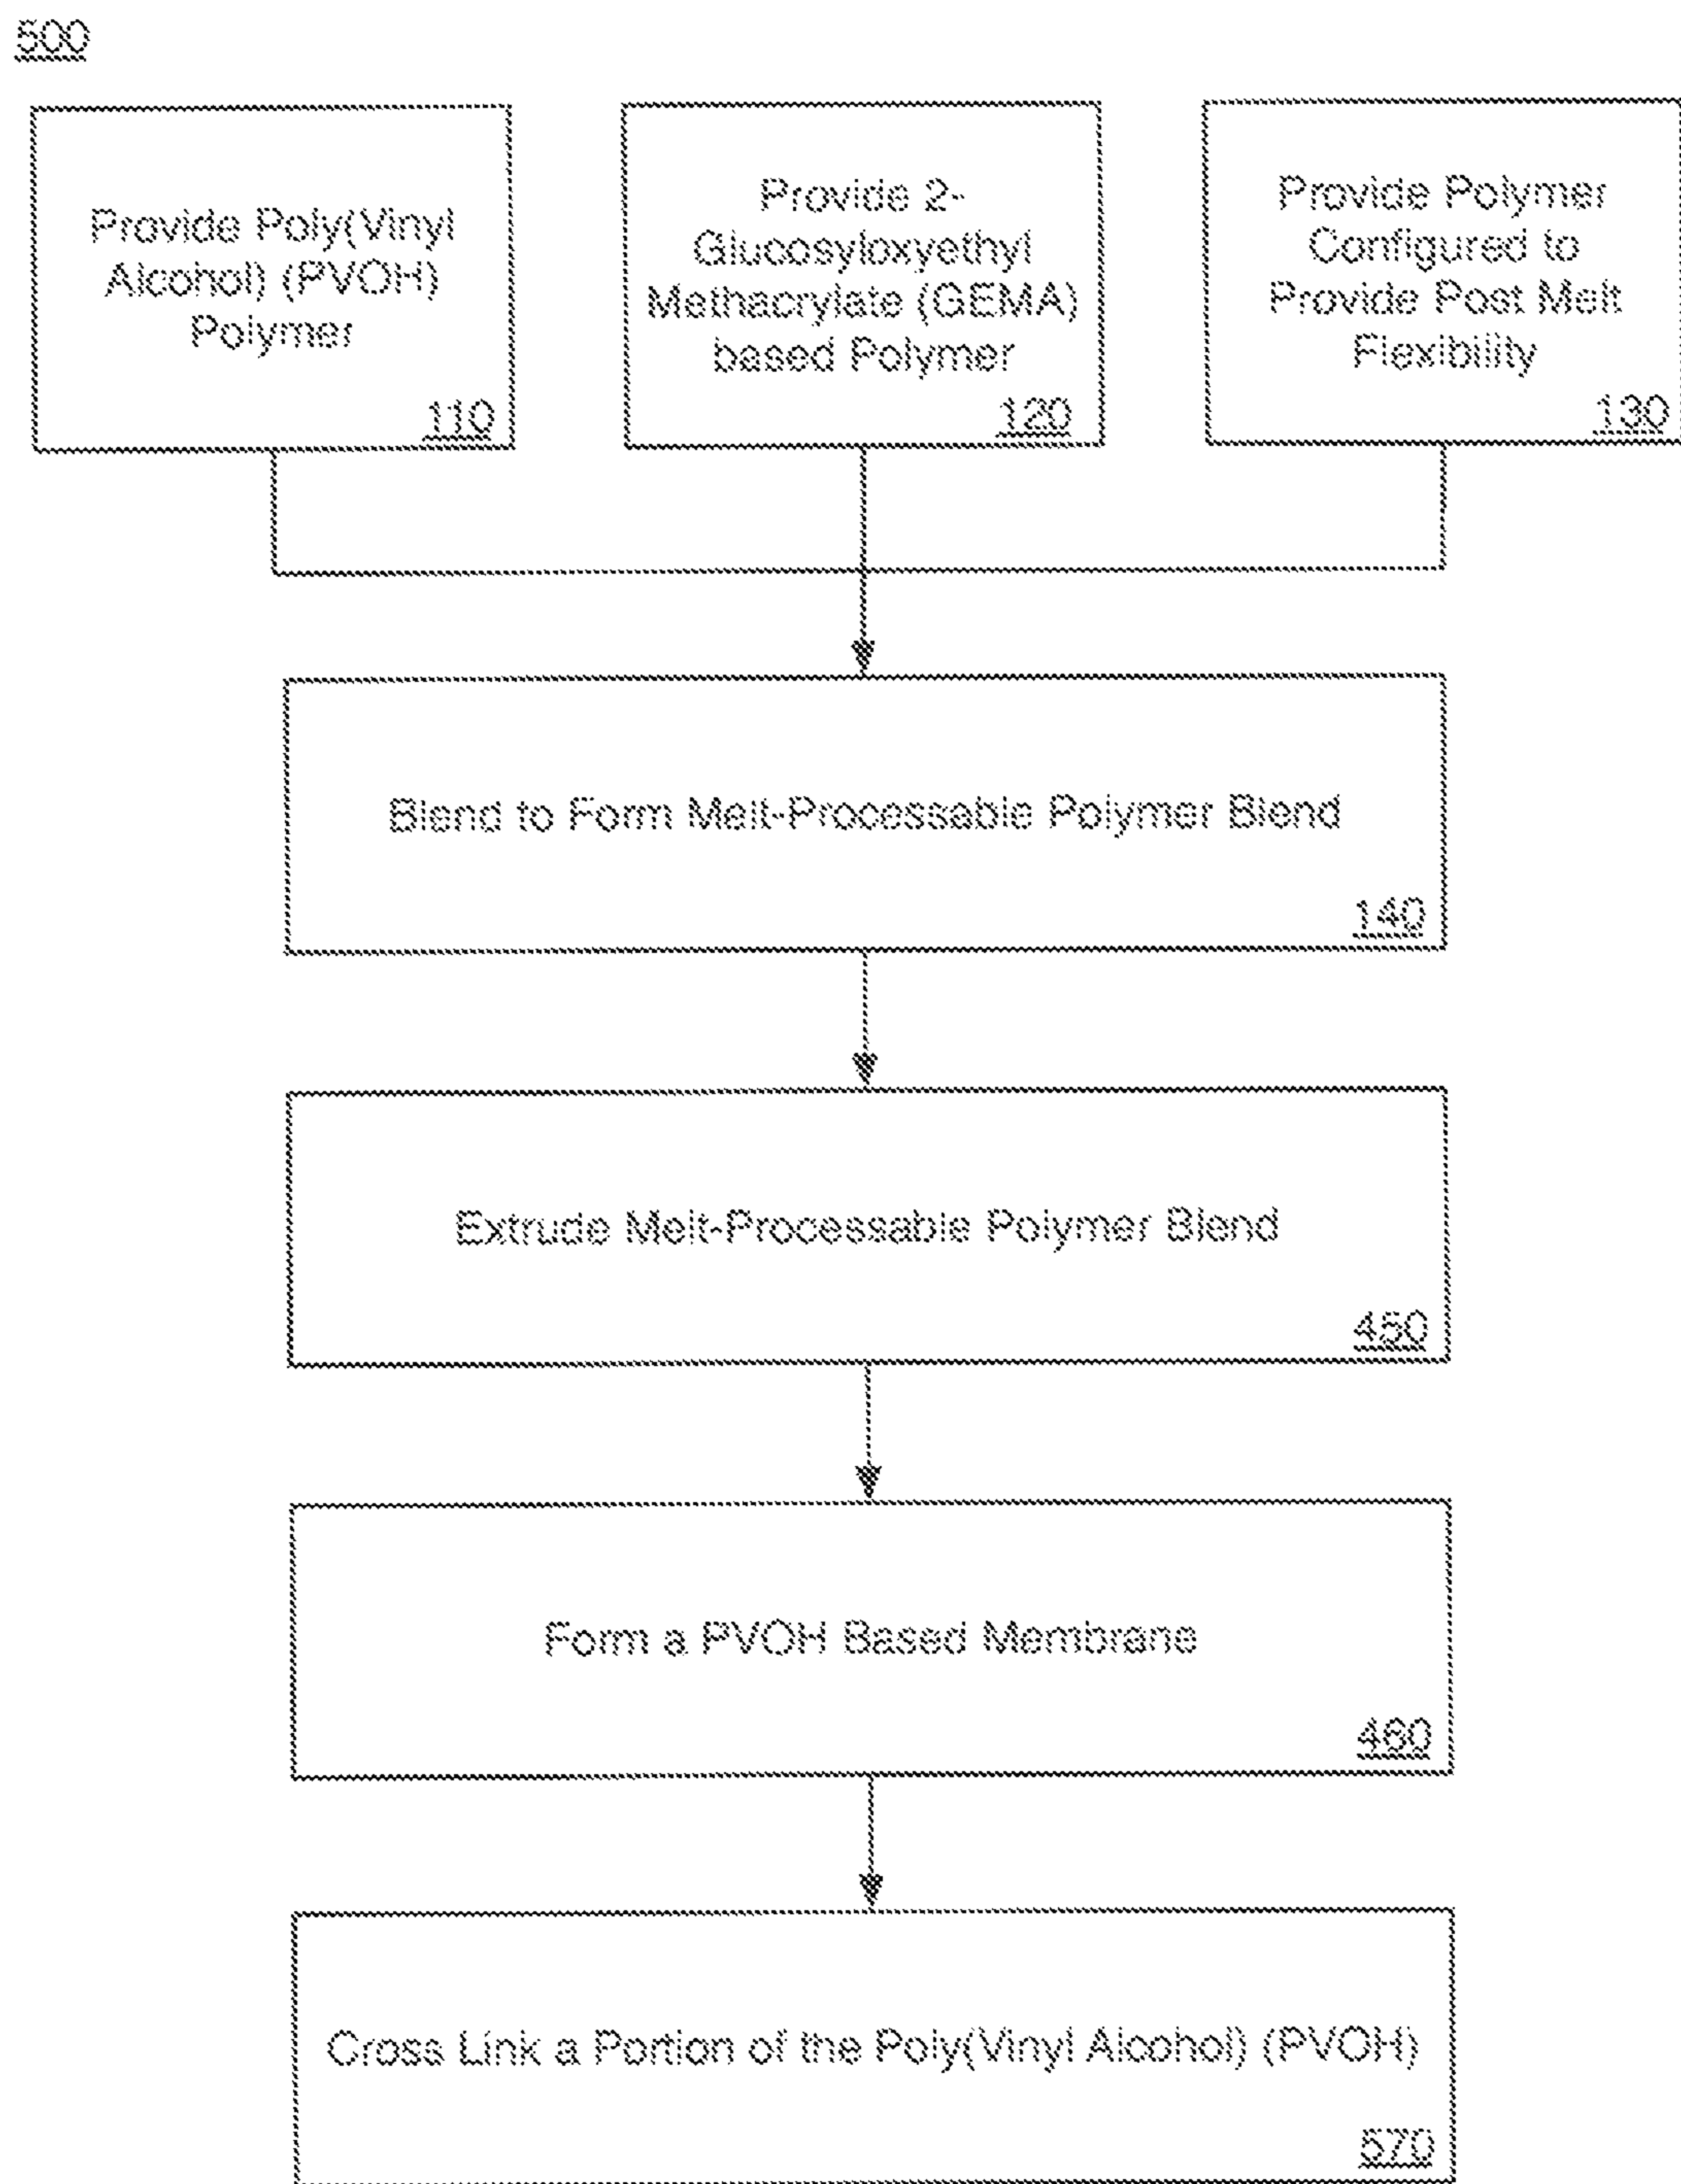 500
Provide Poly(Vinyl
Alcohol) (PVOH)
Polymer
110
Provide 2-
Glucosyloxyethyl
Methacrylate (GEMA)
based Polymer
120
Provide Polymer
Configured to
Provide Post Melt
Flexibility
130
Blend to Form Melt-Processable Polymer Blend
140
Extrude Melt-Processable Polymer Blend
450
Form a PVOH Based Membrane
460
Cross Link a Portion of the Poly(Vinyl Alcohol) (PVOH)
570